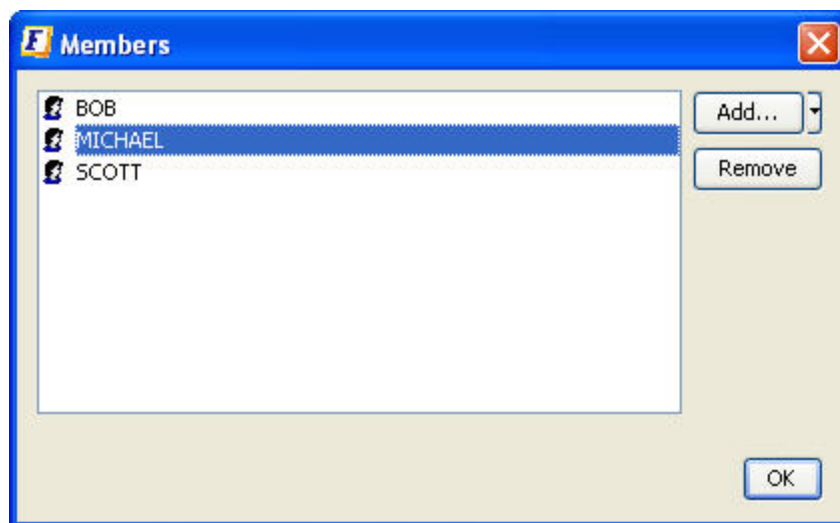 Members
BOB
MICHAEL
SCOTT
Add...
Remove
OK